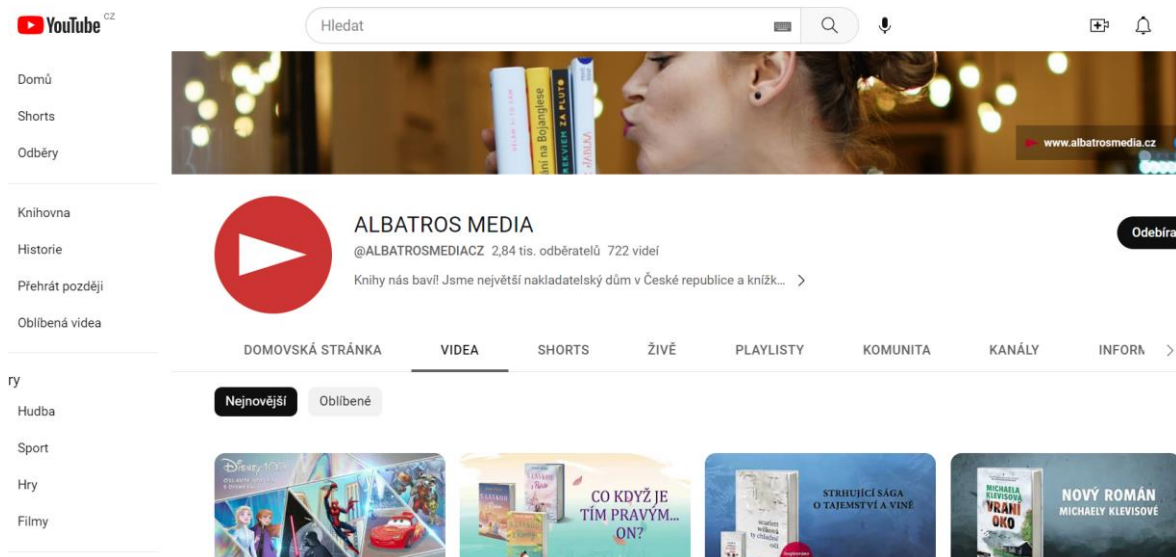 YouTube CZ
Hledat
Domů
Shorts
Odběry
Knihovna
Historie
Přehrát později
Oblíbená videa
ry
Hudba
Sport
Hry
Filmy
ání na Bojanglese
REKVIEM ZA PLUTO
JABLKA
www.albatrosmedia.cz
ALBATROS MEDIA
@ALBATROSMEDIACZ 2,84 tis. odběratelů 722 videí
Knihy nás baví! Jsme největší nakladatelský dům v České republice a knížk...
Odebíra
DOMOVSKÁ STRÁNKA VIDEA SHORTS ŽIVĚ PLAYLISTY KOMUNITA KANÁLY INFORM
Nejnovější Oblíbené
Disney 100
CO KDYŽ JE
TÍM PRAVÝM...
ON?
STRHUJÍCÍ SÁGA
O TAJEMSTVÍ A VINĚ
MICHAELA
KLEVISOVÁ
VRANÍ
OKO
NOVÝ ROMÁN
MICHAELY KLEVISOVÉ